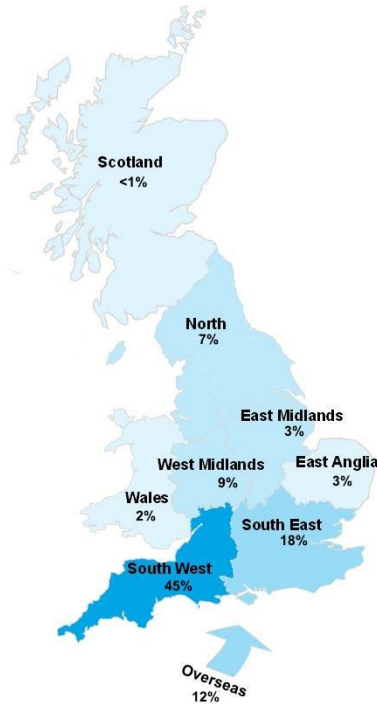 Scotland
<1%
North
7%
East Midlands
3%
West Midlands
9%
East Anglia
3%
Wales
2%
South East
18%
South West
45%
Overseas
12%